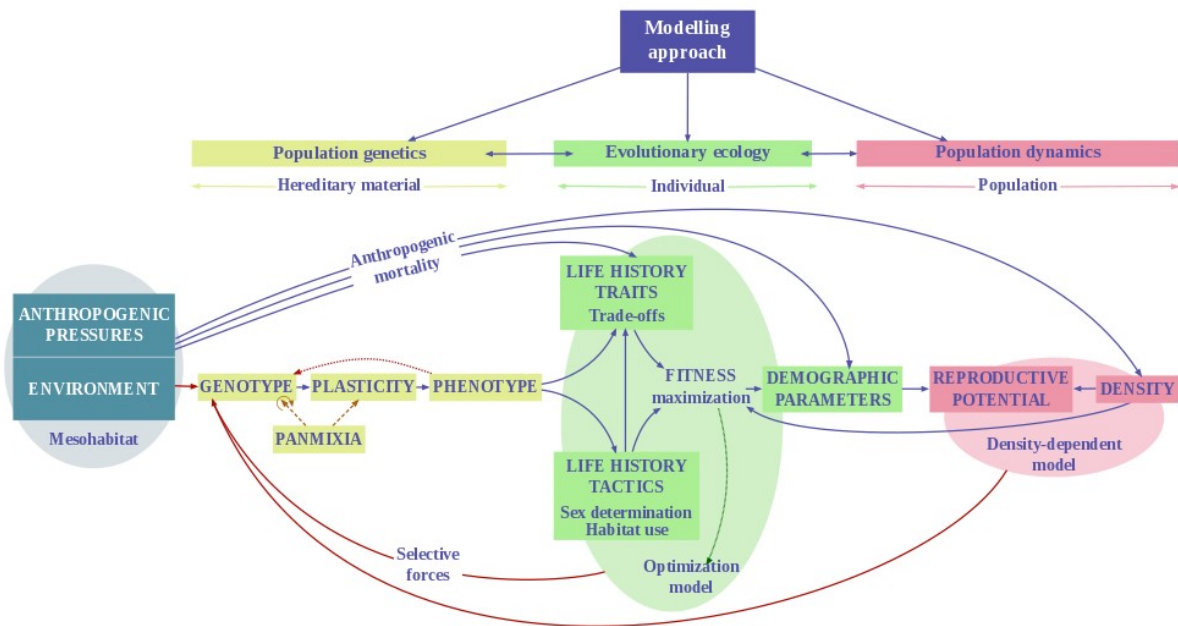 Modelling
approach
Population genetics
Evolutionary ecology
Population dynamics
Hereditary material
Individual
Population
Anthropogenic
mortality
LIFE HISTORY
TRAITS
Trade-offs
ANTHROPOGENIC
PRESSURES
ENVIRONMENT
Mesohabitat
GENOTYPE
PLASTICITY
PHENOTYPE
PANMIXIA
FITNESS
maximization
DEMOGRAPHIC
PARAMETERS
REPRODUCTIVE
POTENTIAL
DENSITY
Density-dependent
model
LIFE HISTORY
TACTICS
Sex determination
Habitat use
Selective
forces
Optimization
model